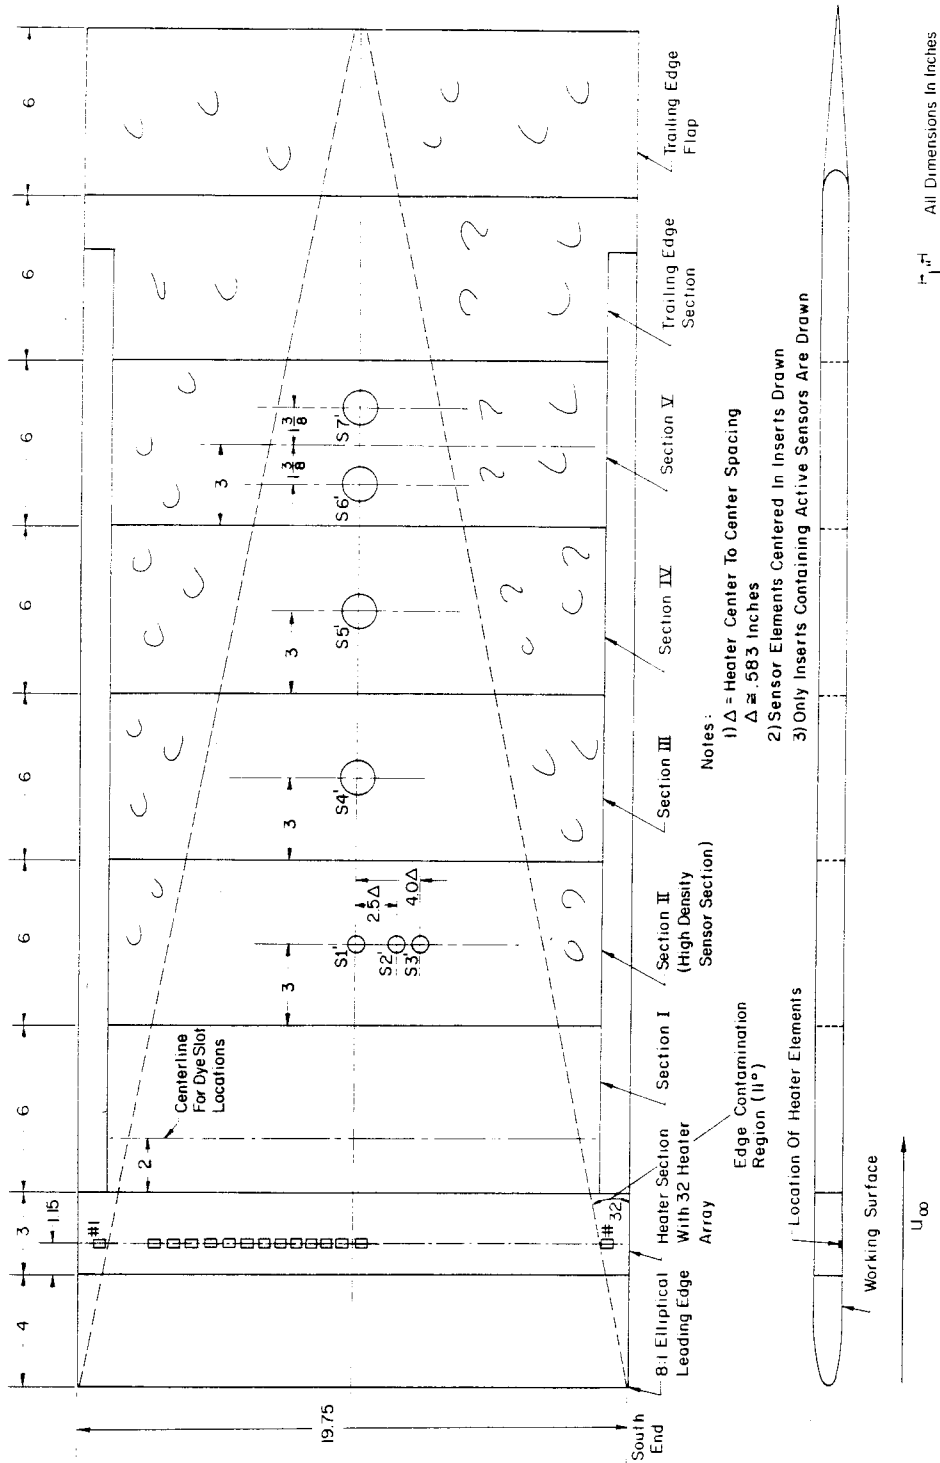 6
6
6
6
6
6
6
3
4
1.15
2
3
3
3
3
1 3/8
1 3/8
19.75
#1
#32
Centerline
For Dye Slot
Locations
S1'
S2'
S3'
S4'
S5'
S6'
S7'
2.5Δ
4.0Δ
South
End
8:1 Elliptical
Leading Edge
Heater Section
With 32 Heater
Array
Section I
Section II
(High Density
Sensor Section)
Section III
Section IV
Section V
Trailing Edge
Section
Trailing Edge
Flap
Edge Contamination
Region (11°)
Notes:
1) Δ = Heater Center To Center Spacing
Δ ≅ .583 Inches
2) Sensor Elements Centered In Inserts Drawn
3) Only Inserts Containing Active Sensors Are Drawn
Location Of Heater Elements
Working Surface
U∞
1"
All Dimensions In Inches